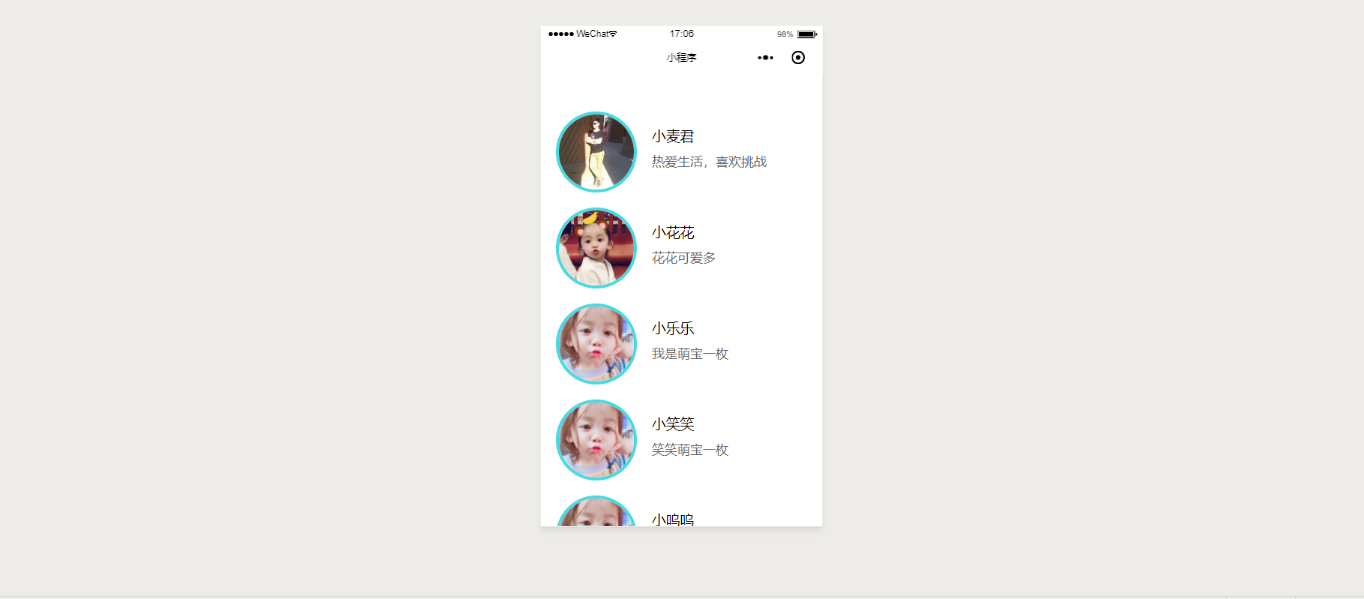 WeChat 17:06 98%
小程序
小麦君
热爱生活，喜欢挑战
小花花
花花可爱多
小乐乐
我是萌宝一枚
小笑笑
笑笑萌宝一枚
小呜呜